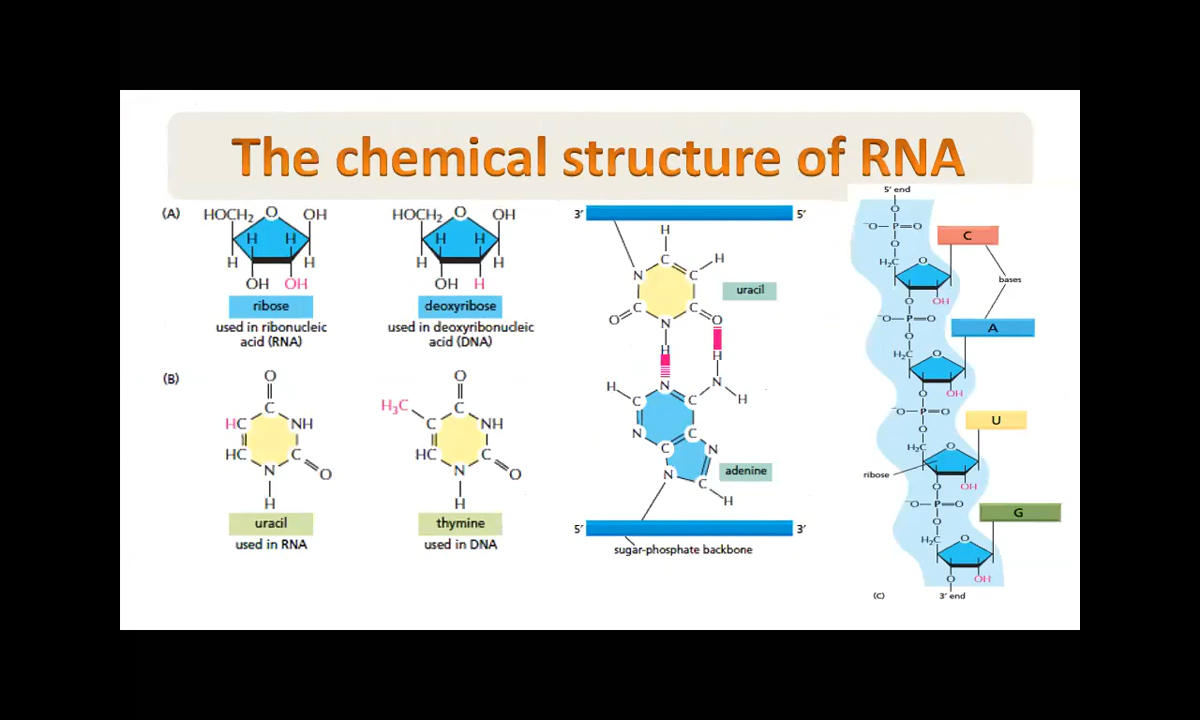 The chemical structure of RNA
(A)
HOCH₂ O OH
H H
H H
OH OH
ribose
used in ribonucleic
acid (RNA)
HOCH₂ O OH
H H
H H
OH H
deoxyribose
used in deoxyribonucleic
acid (DNA)
(B)
O
C
HC NH
HC C
N O
H
uracil
used in RNA
O
H₃C C
C NH
HC C
N O
H
thymine
used in DNA
3′ 5′
H
C H
N C
uracil
C C
O N O
H H
H N N
C C H
N C
C N
adenine
N C
H
5′ 3′
sugar-phosphate backbone
5′ end
O
⁻O P O
O
C
H₂C O
bases
O OH
⁻O P O
O
A
H₂C O
O OH
⁻O P O
O
U
H₂C O
ribose
O OH
⁻O P O
O
G
H₂C O
O OH
(C)
3′ end